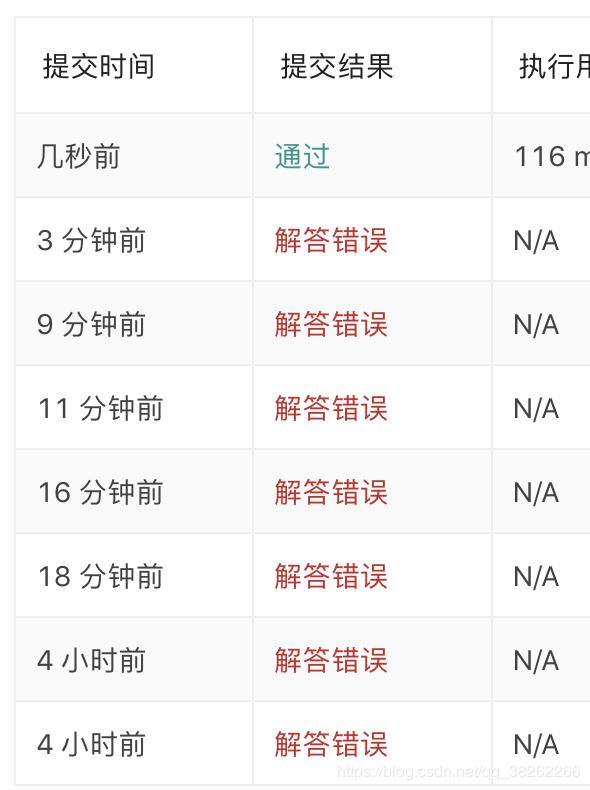 提交时间 提交结果 执行用
几秒前 通过 116 m
3 分钟前 解答错误 N/A
9 分钟前 解答错误 N/A
11 分钟前 解答错误 N/A
16 分钟前 解答错误 N/A
18 分钟前 解答错误 N/A
4 小时前 解答错误 N/A
4 小时前 解答错误 N/A
https://blog.csdn.net/qq_38262266